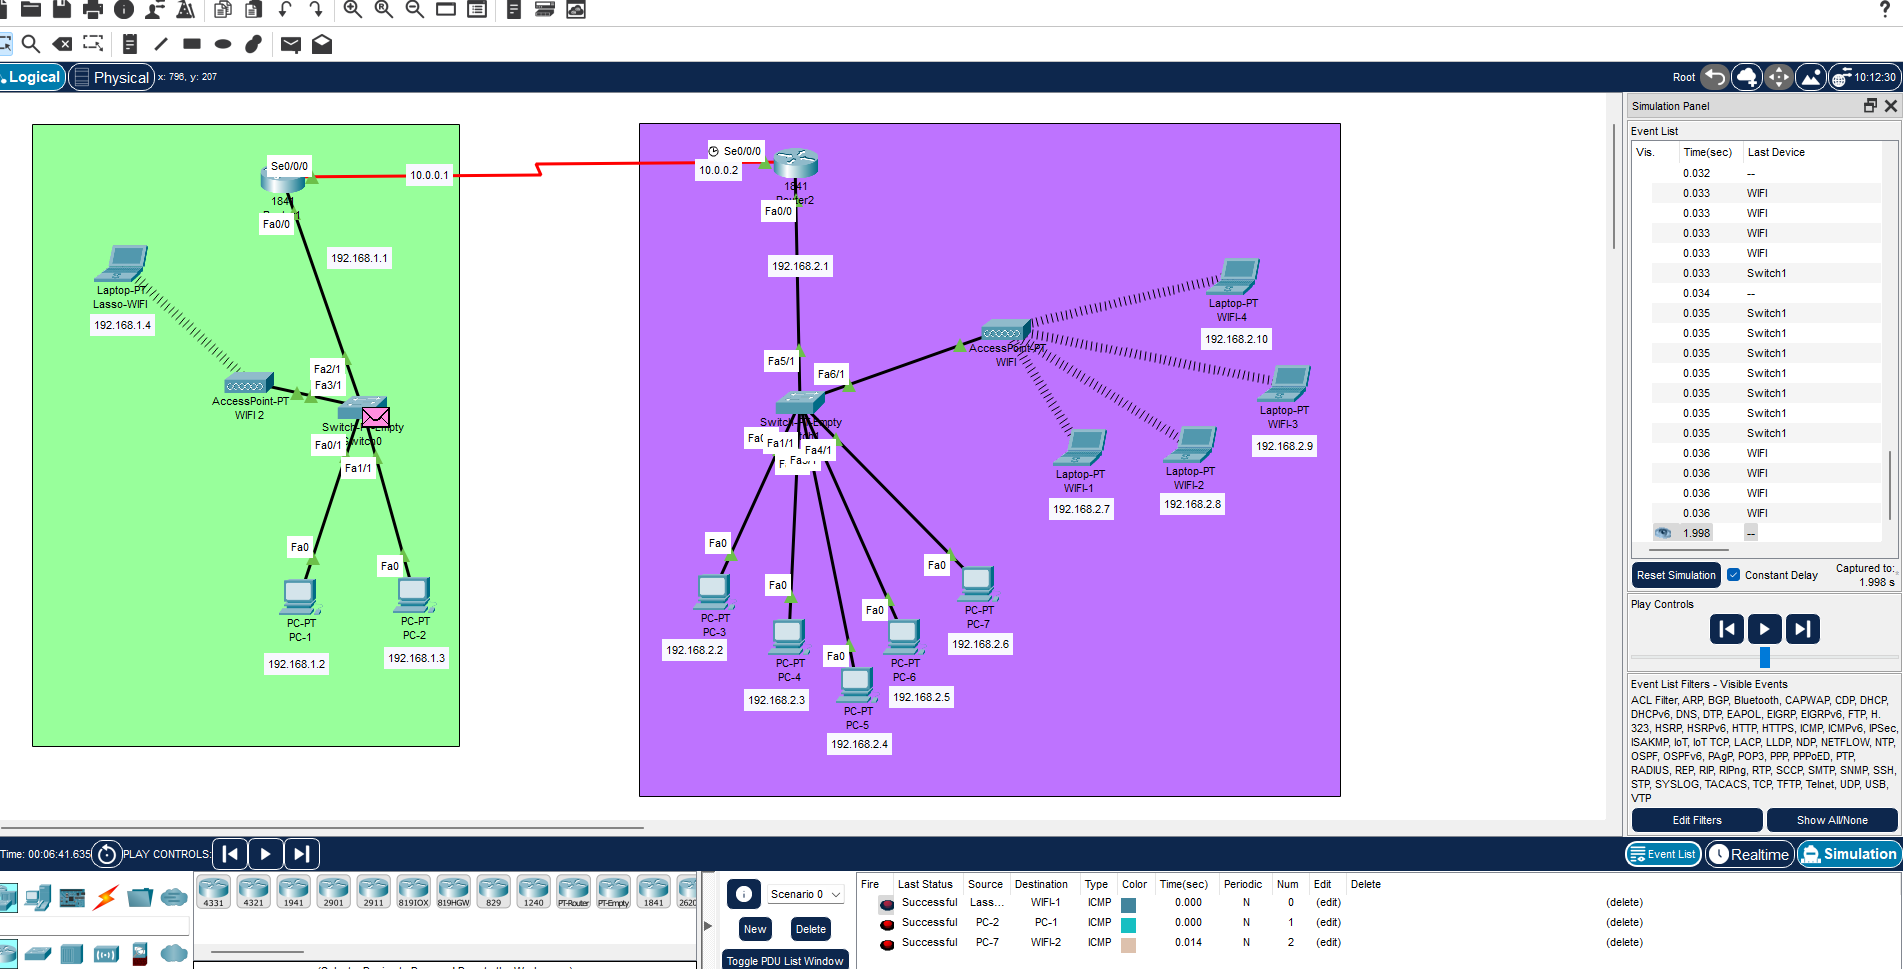 ?
Logical
Physical
x: 796, y: 207
Root
10:12:30
Se0/0/0
10.0.0.1
1841
Fa0/0
192.168.1.1
Laptop-PT
Lasso-WIFI
192.168.1.4
AccessPoint-PT
WIFI 2
Fa2/1
Fa3/1
Fa0/1
Fa1/1
Fa0
Fa0
PC-PT
PC-1
192.168.1.2
PC-PT
PC-2
192.168.1.3
Se0/0/0
10.0.0.2
1841
Router2
Fa0/0
192.168.2.1
Fa5/1
Fa6/1
AccessPoint-PT
WIFI
Switch-PT-Empty
Fa1/1
Fa4/1
Laptop-PT
WIFI-4
192.168.2.10
Laptop-PT
WIFI-3
192.168.2.9
Laptop-PT
WIFI-2
192.168.2.8
Laptop-PT
WIFI-1
192.168.2.7
Fa0
PC-PT
PC-3
192.168.2.2
Fa0
PC-PT
PC-4
192.168.2.3
Fa0
PC-PT
PC-5
192.168.2.4
Fa0
PC-PT
PC-6
192.168.2.5
Fa0
PC-PT
PC-7
192.168.2.6
Simulation Panel
Event List
Vis. Time(sec) Last Device
0.032 --
0.033 WIFI
0.033 WIFI
0.033 WIFI
0.033 WIFI
0.033 Switch1
0.034 --
0.035 Switch1
0.035 Switch1
0.035 Switch1
0.035 Switch1
0.035 Switch1
0.035 Switch1
0.035 Switch1
0.036 WIFI
0.036 WIFI
0.036 WIFI
0.036 WIFI
1.998 --
Reset Simulation
Constant Delay
Captured to:
1.998 s
Play Controls
Event List Filters - Visible Events
ACL Filter, ARP, BGP, Bluetooth, CAPWAP, CDP, DHCP,
DHCPv6, DNS, DTP, EAPOL, EIGRP, EIGRPv6, FTP, H.
323, HSRP, HSRPv6, HTTP, HTTPS, ICMP, ICMPv6, IPSec,
ISAKMP, IoT, IoT TCP, LACP, LLDP, NDP, NETFLOW, NTP,
OSPF, OSPFv6, PAgP, POP3, PPP, PPPoED, PTP,
RADIUS, REP, RIP, RIPng, RTP, SCCP, SMTP, SNMP, SSH,
STP, SYSLOG, TACACS, TCP, TFTP, Telnet, UDP, USB,
VTP
Edit Filters
Show All/None
Time: 00:06:41.635
PLAY CONTROLS:
Event List
Realtime
Simulation
4331
4321
1941
2901
2911
819IOX
819HGW
829
1240
PT-Router
PT-Empty
1841
2620
Scenario 0
New
Delete
Toggle PDU List Window
Fire Last Status Source Destination Type Color Time(sec) Periodic Num Edit Delete
Successful Lass... WIFI-1 ICMP 0.000 N 0 (edit) (delete)
Successful PC-2 PC-1 ICMP 0.000 N 1 (edit) (delete)
Successful PC-7 WIFI-2 ICMP 0.014 N 2 (edit) (delete)